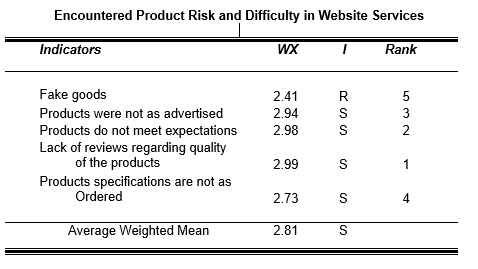 Encountered Product Risk and Difficulty in Website Services
Indicators WX I Rank
Fake goods 2.41 R 5
Products were not as advertised 2.94 S 3
Products do not meet expectations 2.98 S 2
Lack of reviews regarding quality
of the products 2.99 S 1
Products specifications are not as
Ordered 2.73 S 4
Average Weighted Mean 2.81 S